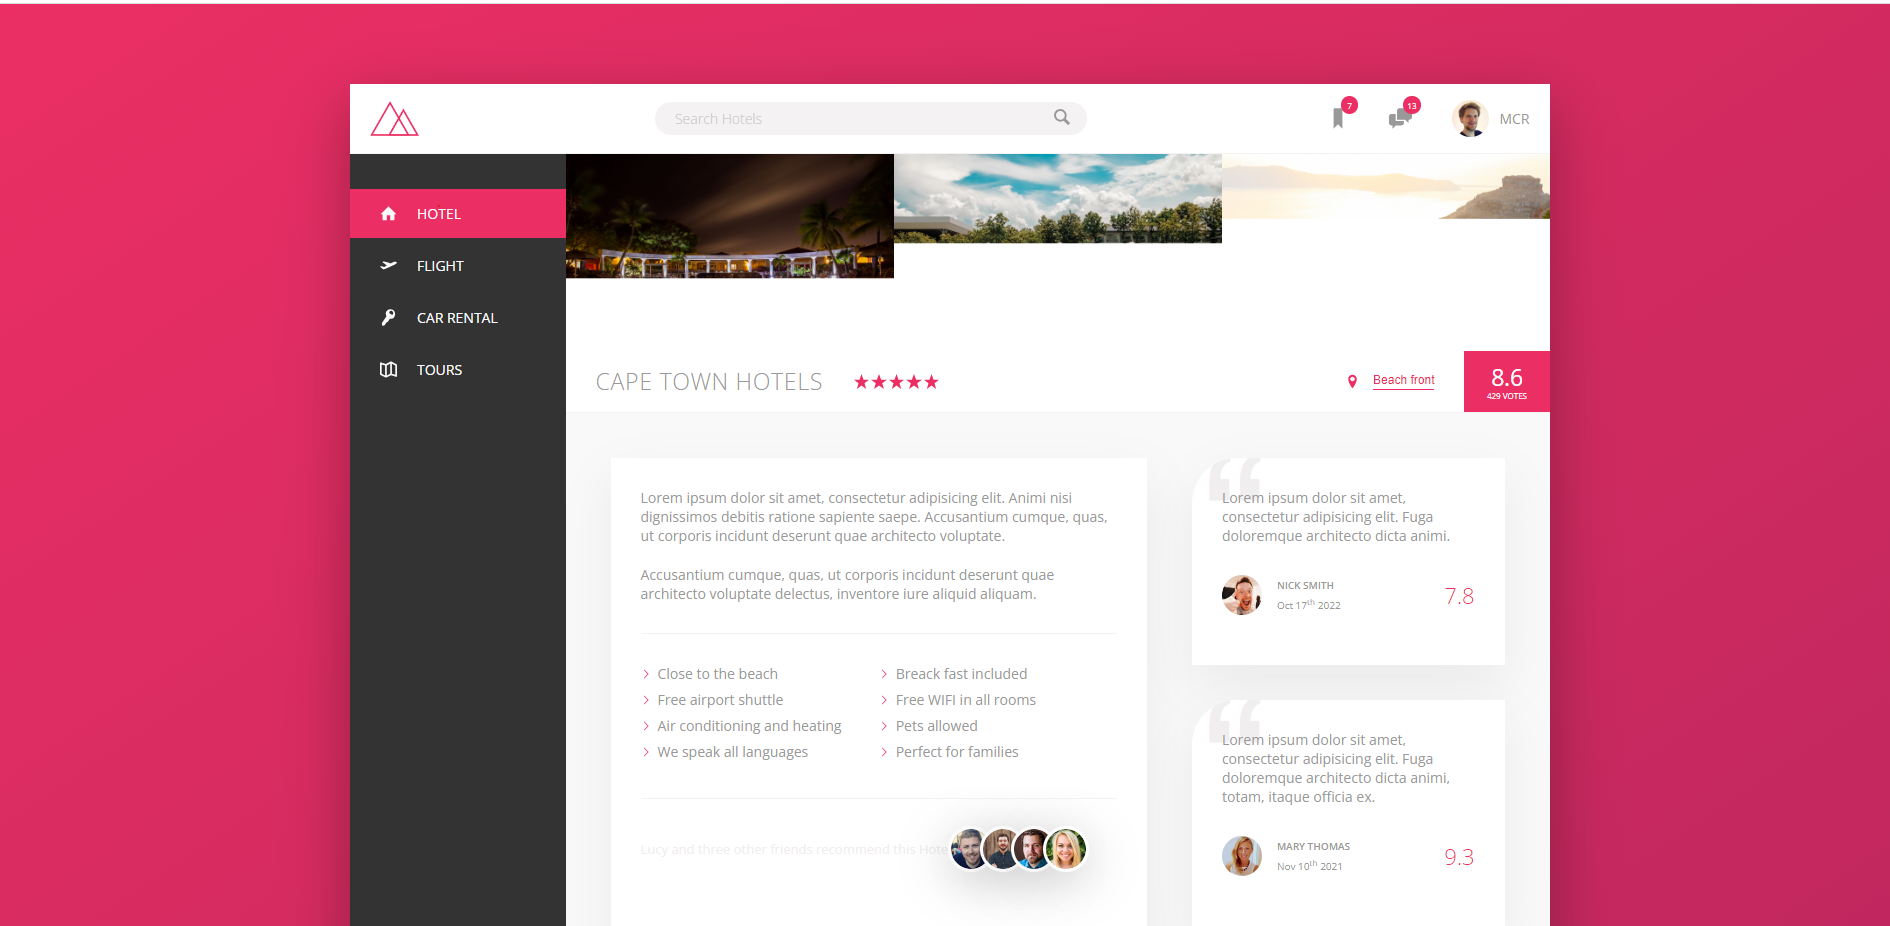 Search Hotels
7
13
MCR
HOTEL
FLIGHT
CAR RENTAL
TOURS
CAPE TOWN HOTELS
Beach front
8.6
429 VOTES
Lorem ipsum dolor sit amet, consectetur adipisicing elit. Animi nisi
dignissimos debitis ratione sapiente saepe. Accusantium cumque, quas,
ut corporis incidunt deserunt quae architecto voluptate.
Accusantium cumque, quas, ut corporis incidunt deserunt quae
architecto voluptate delectus, inventore iure aliquid aliquam.
Close to the beach
Free airport shuttle
Air conditioning and heating
We speak all languages
Breack fast included
Free WIFI in all rooms
Pets allowed
Perfect for families
Lucy and three other friends recommend this Hote
“
Lorem ipsum dolor sit amet,
consectetur adipisicing elit. Fuga
doloremque architecto dicta animi.
NICK SMITH
Oct 17th 2022
7.8
“
Lorem ipsum dolor sit amet,
consectetur adipisicing elit. Fuga
doloremque architecto dicta animi,
totam, itaque officia ex.
MARY THOMAS
Nov 10th 2021
9.3